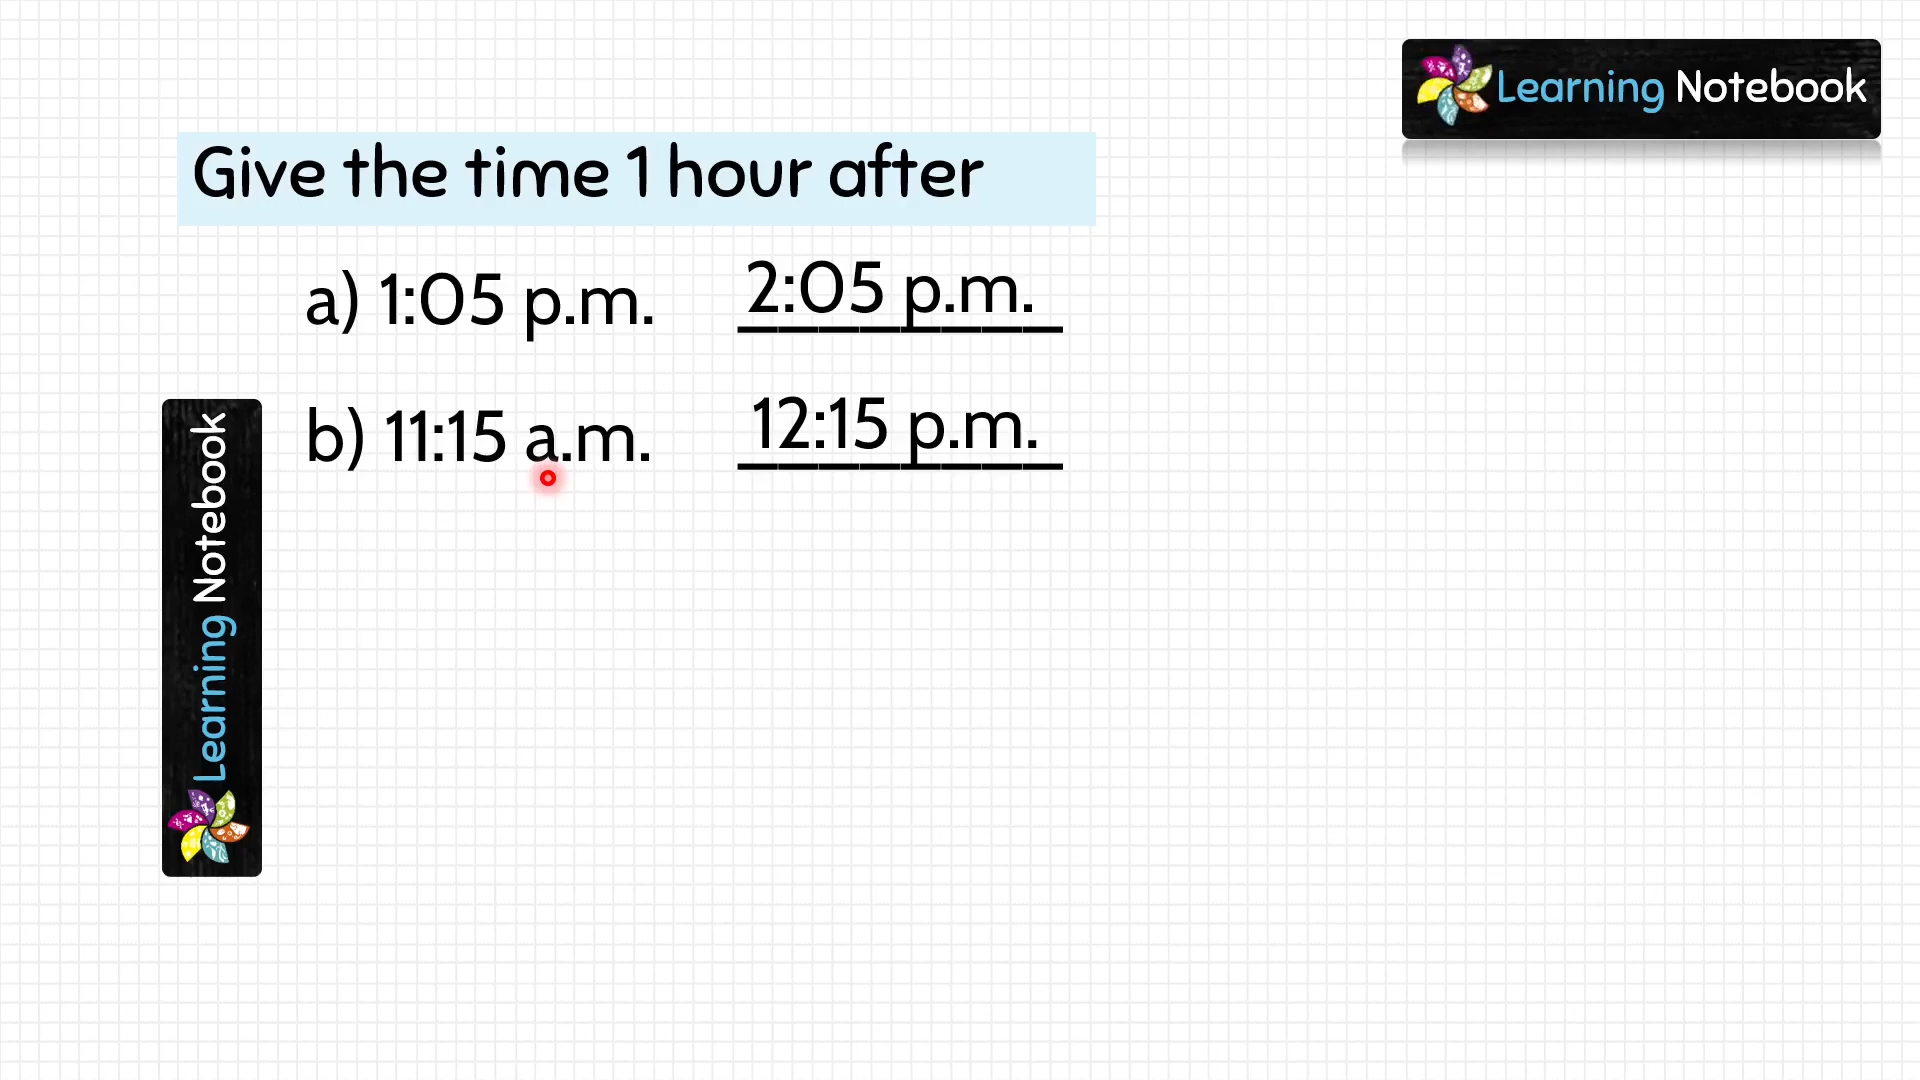 Learning Notebook
Give the time 1 hour after
a) 1:05 p.m. 2:05 p.m.
b) 11:15 a.m. 12:15 p.m.
Learning Notebook